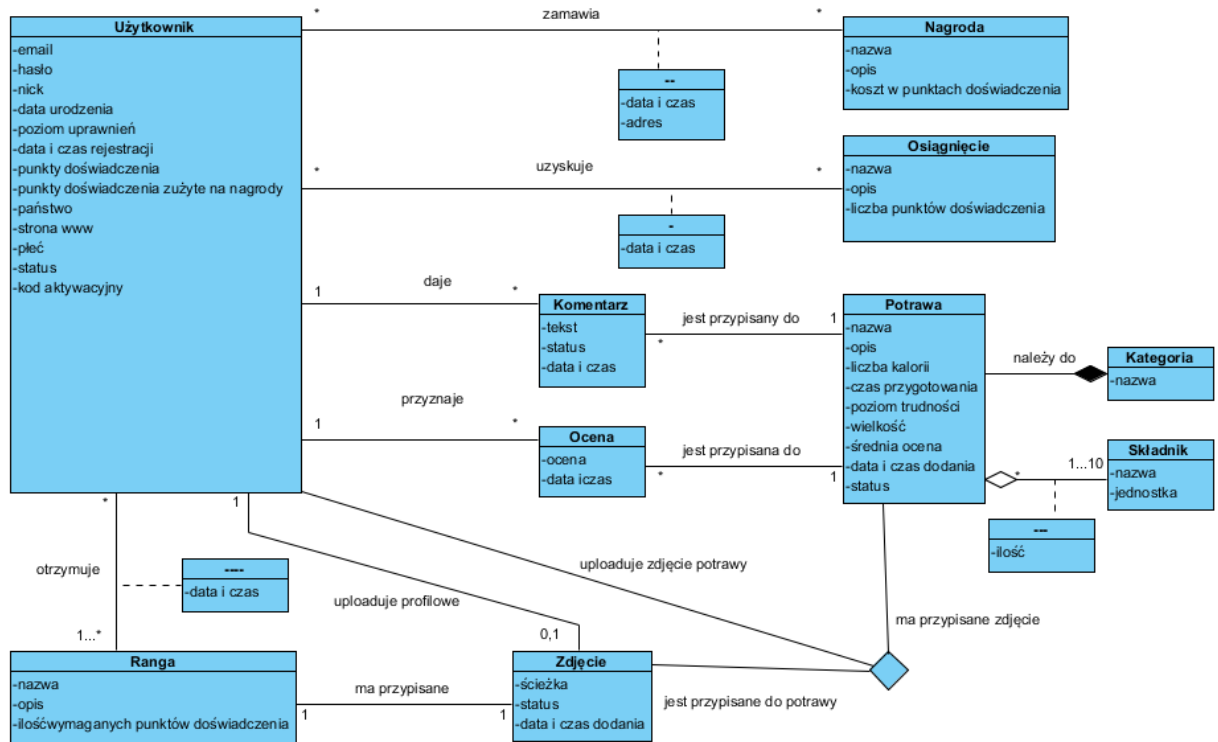 Użytkownik
-email
-hasło
-nick
-data urodzenia
-poziom uprawnień
-data i czas rejestracji
-punkty doświadczenia
-punkty doświadczenia zużyte na nagrody
-państwo
-strona www
-płeć
-status
-kod aktywacyjny
* zamawia *
--
-data i czas
-adres
Nagroda
-nazwa
-opis
-koszt w punktach doświadczenia
* uzyskuje *
-
-data i czas
Osiągnięcie
-nazwa
-opis
-liczba punktów doświadczenia
1 daje *
Komentarz
-tekst
-status
-data i czas
jest przypisany do
* 1
Potrawa
-nazwa
-opis
-liczba kalorii
-czas przygotowania
-poziom trudności
-wielkość
-średnia ocena
-data i czas dodania
-status
należy do
Kategoria
-nazwa
1 przyznaje *
Ocena
-ocena
-data iczas
jest przypisana do
* 1
* 1...10
Składnik
-nazwa
-jednostka
---
-ilość
*
otrzymuje
1...*
----
-data i czas
1
uploaduje profilowe
0,1
uploaduje zdjęcie potrawy
ma przypisane zdjęcie
Ranga
-nazwa
-opis
-ilośćwymaganych punktów doświadczenia
ma przypisane
1 1
Zdjęcie
-ścieżka
-status
-data i czas dodania
jest przypisane do potrawy